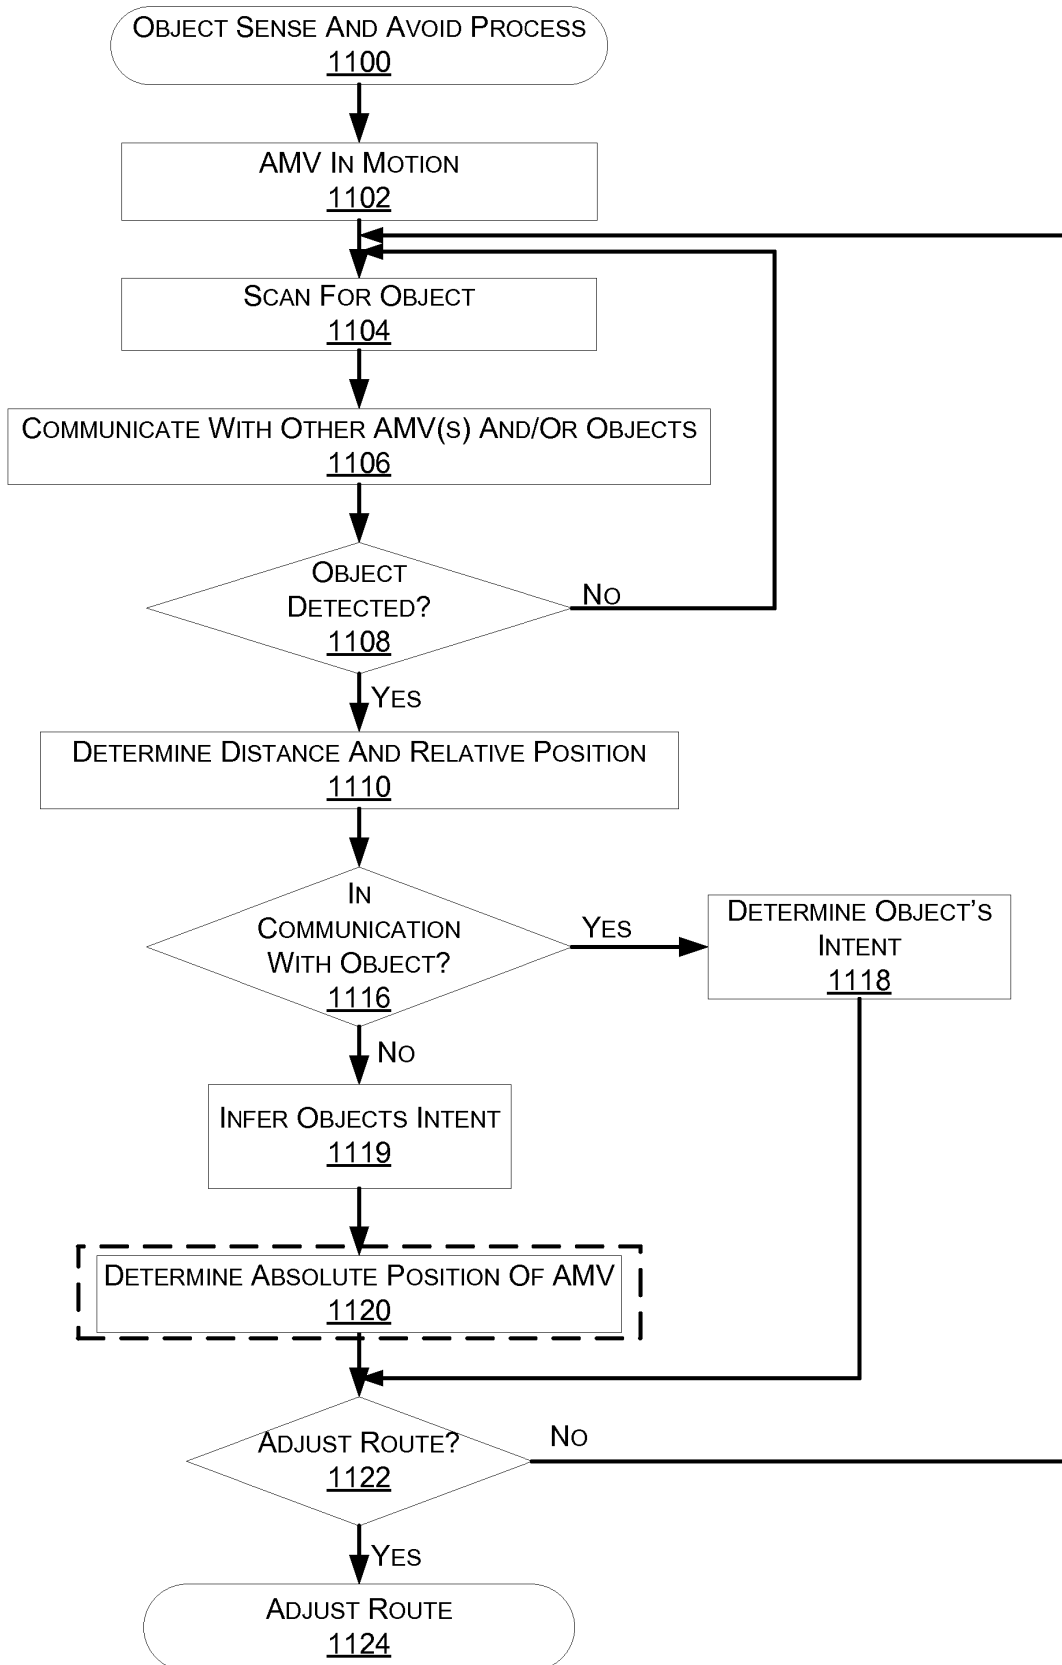 OBJECT SENSE AND AVOID PROCESS
1100
AMV IN MOTION
1102
SCAN FOR OBJECT
1104
COMMUNICATE WITH OTHER AMV(S) AND/OR OBJECTS
1106
OBJECT
DETECTED?
1108
NO
YES
DETERMINE DISTANCE AND RELATIVE POSITION
1110
IN
COMMUNICATION
WITH OBJECT?
1116
YES
DETERMINE OBJECT'S
INTENT
1118
NO
INFER OBJECTS INTENT
1119
DETERMINE ABSOLUTE POSITION OF AMV
1120
ADJUST ROUTE?
1122
NO
YES
ADJUST ROUTE
1124